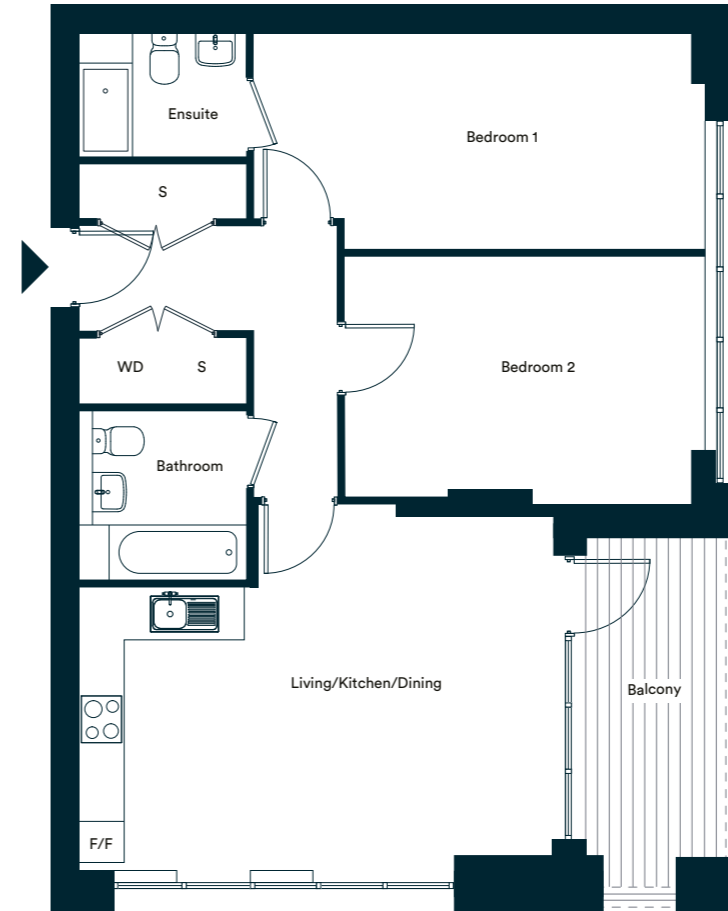 Ensuite
Bedroom 1
S
WD
S
Bedroom 2
Bathroom
Living/Kitchen/Dining
Balcony
F/F